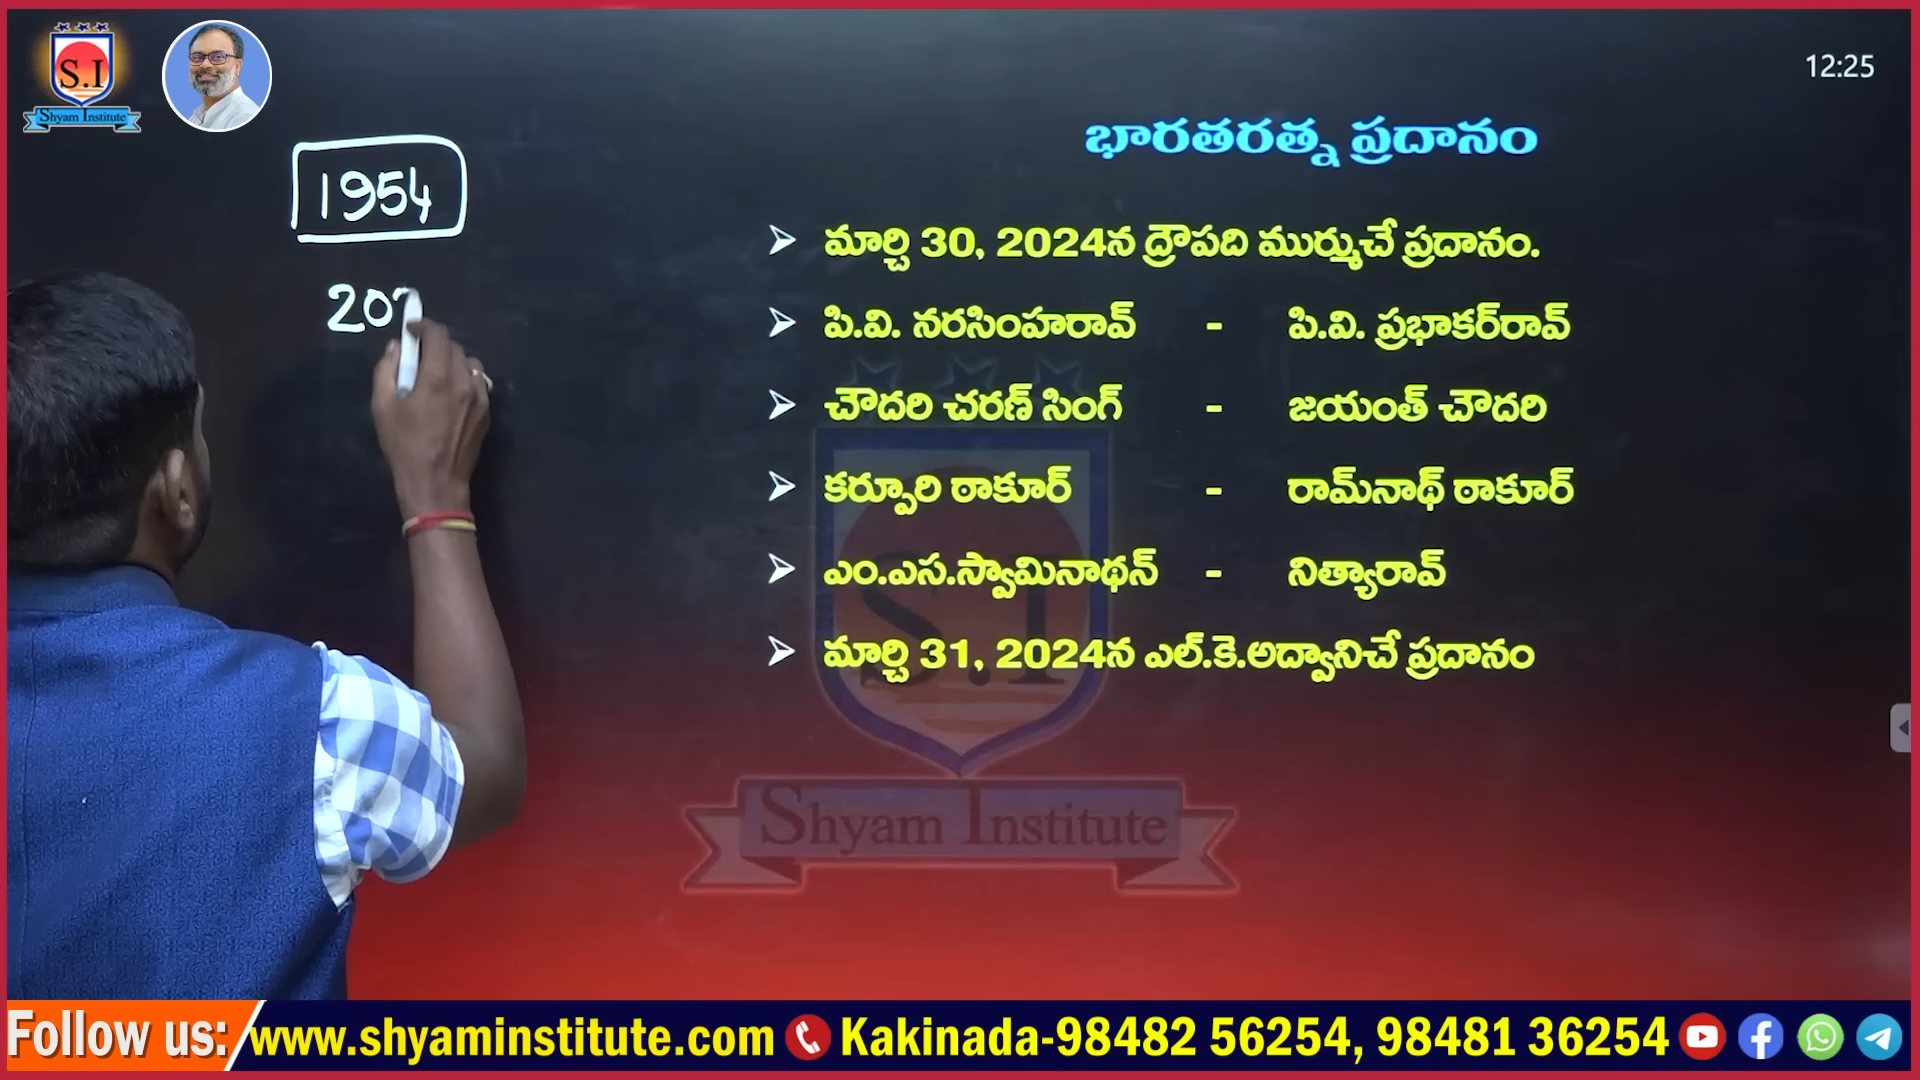 S.I
Shyam Institute
12:25
1954
202
భారతరత్న ప్రదానం
➢ మార్చి 30, 2024న ద్రౌపది ముర్ముచే ప్రదానం.
➢ పి.వి. నరసింహరావ్ - పి.వి. ప్రభాకర్‌రావ్
➢ చౌదరి చరణ్ సింగ్ - జయంత్ చౌదరి
➢ కర్పూరి ఠాకూర్ - రామ్‌నాథ్ ఠాకూర్
➢ ఎం.ఎస.స్వామినాథన్ - నిత్యారావ్
➢ మార్చి 31, 2024న ఎల్.కె.అద్వానిచే ప్రదానం
S.I
Shyam Institute
Follow us: www.shyaminstitute.com Kakinada-98482 56254, 98481 36254